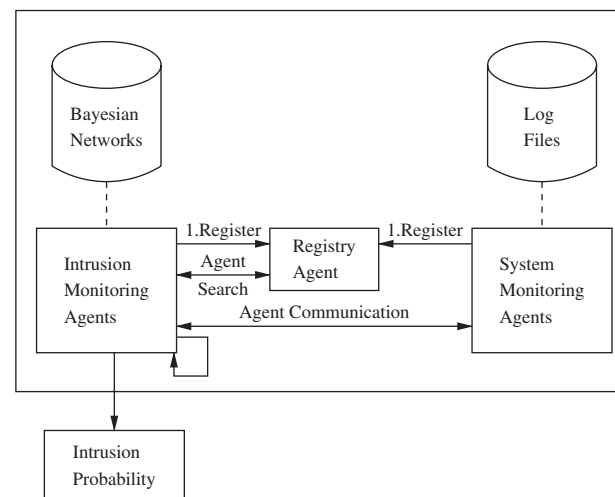 Bayesian
Networks
Log
Files
1.Register
1.Register
Intrusion
Monitoring
Agents
Agent
Search
Registry
Agent
System
Monitoring
Agents
Agent Communication
Intrusion
Probability